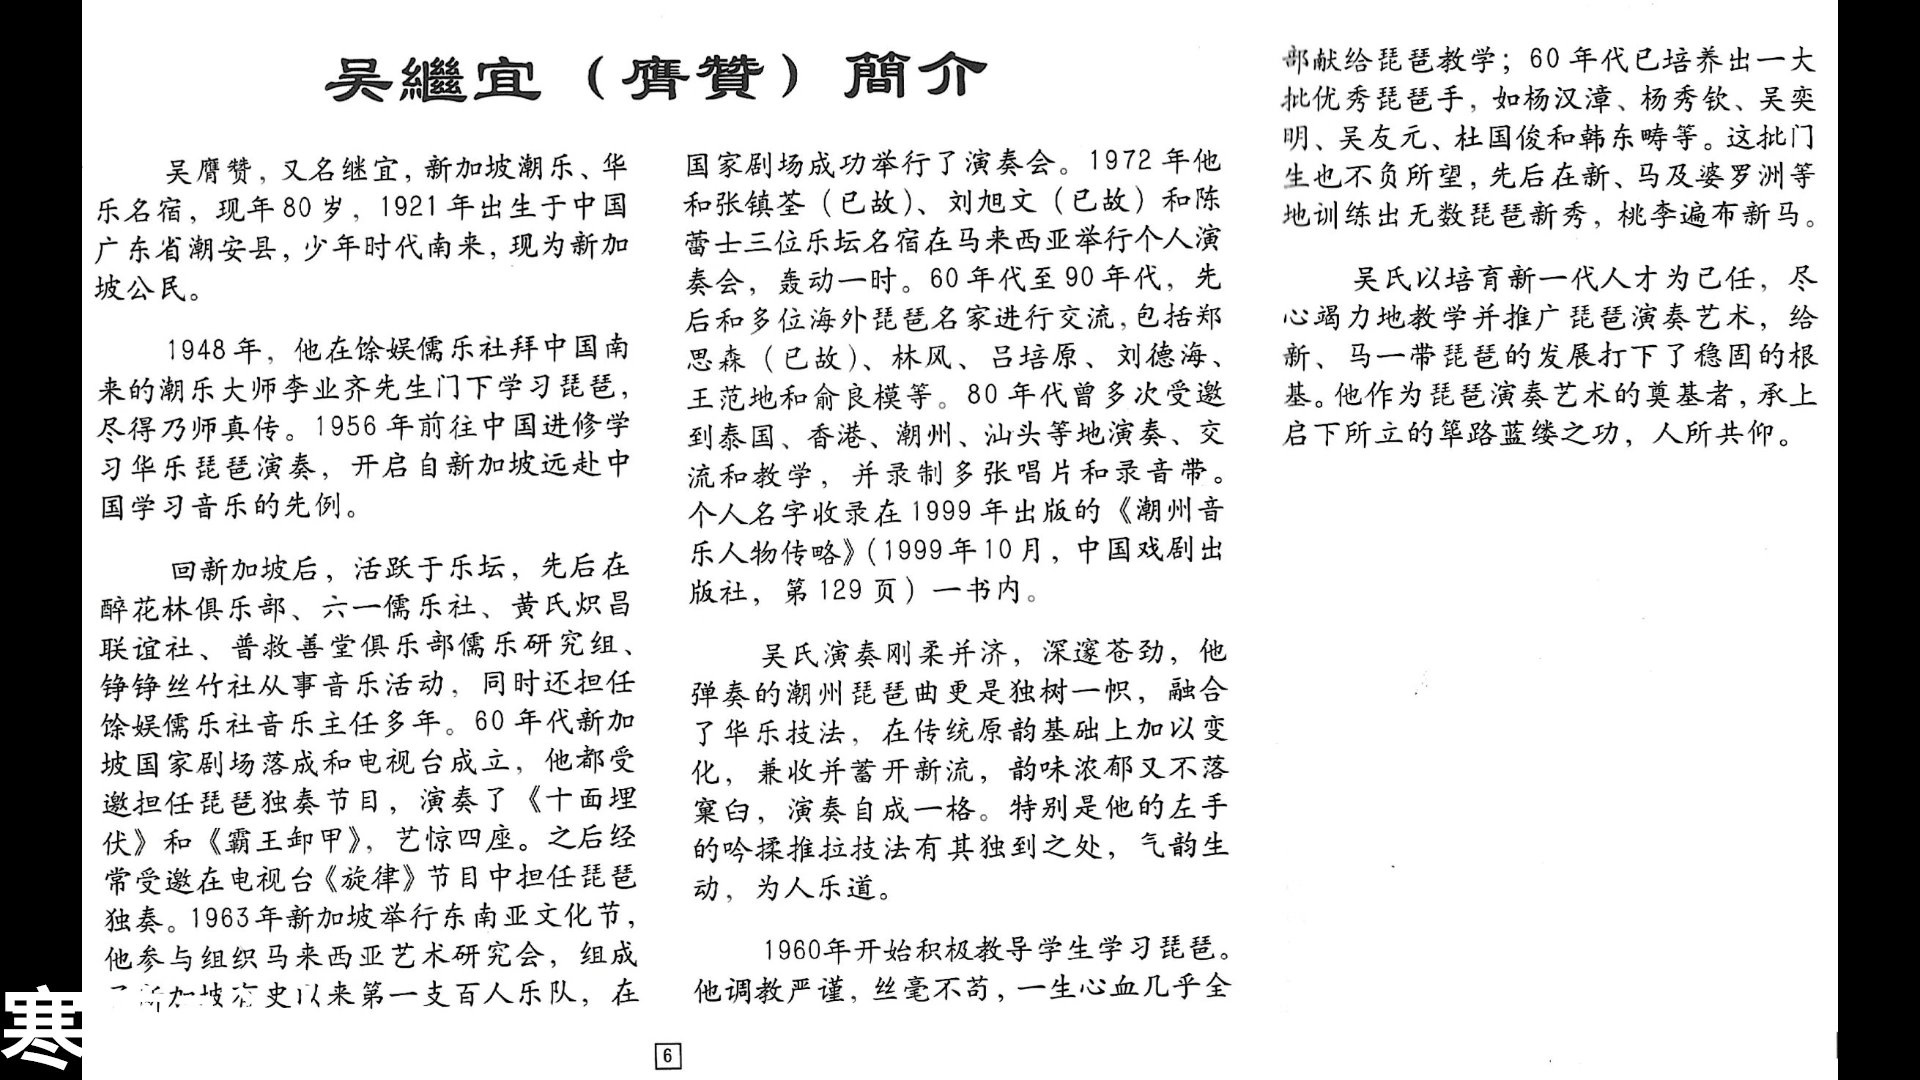 吴繼宜（膺贊）簡介
吴膺赞，又名继宜，新加坡潮乐、华
乐名宿，现年80岁，1921年出生于中国
广东省潮安县，少年时代南来，现为新加
坡公民。
1948年，他在馀娱儒乐社拜中国南
来的潮乐大师李业齐先生门下学习琵琶，
尽得乃师真传。1956年前往中国进修学
习华乐琵琶演奏，开启自新加坡远赴中
国学习音乐的先例。
回新加坡后，活跃于乐坛，先后在
醉花林俱乐部、六一儒乐社、黄氏炽昌
联谊社、普救善堂俱乐部儒乐研究组、
铮铮丝竹社从事音乐活动，同时还担任
馀娱儒乐社音乐主任多年。60年代新加
坡国家剧场落成和电视台成立，他都受
邀担任琵琶独奏节目，演奏了《十面埋
伏》和《霸王卸甲》，艺惊四座。之后经
常受邀在电视台《旋律》节目中担任琵琶
独奏。1963年新加坡举行东南亚文化节，
他参与组织马来西亚艺术研究会，组成
新加坡有史以来第一支百人乐队，在
国家剧场成功举行了演奏会。1972年他
和张镇荃（已故）、刘旭文（已故）和陈
蕾士三位乐坛名宿在马来西亚举行个人演
奏会，轰动一时。60年代至90年代，先
后和多位海外琵琶名家进行交流，包括郑
思森（已故）、林风、吕培原、刘德海、
王范地和俞良模等。80年代曾多次受邀
到泰国、香港、潮州、汕头等地演奏、交
流和教学，并录制多张唱片和录音带。
个人名字收录在1999年出版的《潮州音
乐人物传略》（1999年10月，中国戏剧出
版社，第129页）一书内。
吴氏演奏刚柔并济，深邃苍劲，他
弹奏的潮州琵琶曲更是独树一帜，融合
了华乐技法，在传统原韵基础上加以变
化，兼收并蓄开新流，韵味浓郁又不落
窠臼，演奏自成一格。特别是他的左手
的吟揉推拉技法有其独到之处，气韵生
动，为人乐道。
1960年开始积极教导学生学习琵琶。
他调教严谨，丝毫不苟，一生心血几乎全
部献给琵琶教学；60年代已培养出一大
批优秀琵琶手，如杨汉漳、杨秀钦、吴奕
明、吴友元、杜国俊和韩东畴等。这批门
生也不负所望，先后在新、马及婆罗洲等
地训练出无数琵琶新秀，桃李遍布新马。
吴氏以培育新一代人才为己任，尽
心竭力地教学并推广琵琶演奏艺术，给
新、马一带琵琶的发展打下了稳固的根
基。他作为琵琶演奏艺术的奠基者，承上
启下所立的筚路蓝缕之功，人所共仰。
6
寒